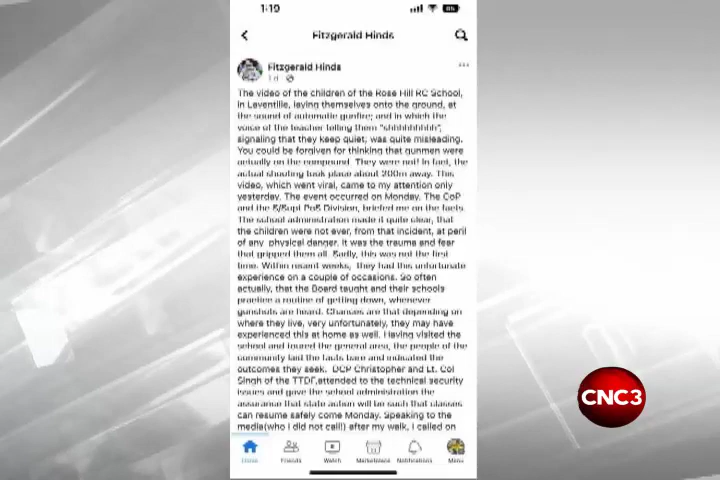 1:19
85
Fitzgerald Hinds
Fitzgerald Hinds
1 d
The video of the children of the Rose Hill RC School,
in Laventille, laying themselves onto the ground, at
the sound of automatic gunfire; and in which the
voice of the teacher telling them "shhhhhhhhh",
signaling that they keep quiet, was quite misleading.
You could be forgiven for thinking that gunmen were
actually on the compound. They were not! In fact, the
actual shooting took place about 200m away. This
video, which went viral, came to my attention only
yesterday. The event occurred on Monday. The CoP
and the S/Supt PoS Division, briefed me on the facts.
The school administration made it quite clear, that
the children were not ever, from that incident, at peril
of any physical danger. It was the trauma and fear
that gripped them all. Sadly, this was not the first
time. Within recent weeks, they had this unfortunate
experience on a couple of occasions. So often
actually, that the Board taught and their schools
practice a routine of getting down, whenever
gunshots are heard. Chances are that depending on
where they live, very unfortunately, they may have
experienced this at home as well. Having visited the
school and toured the general area, the people of the
community laid the facts bare and indicated the
outcomes they seek. DCP Christopher and Lt. Col
Singh of the TTDF, attended to the technical security
issues and gave the school administration the
assurance that state action will be such that classes
can resume safely come Monday. Speaking to the
media(who I did not call!) after my walk, I called on
Home Friends Watch Marketplace Notifications Menu
CNC3